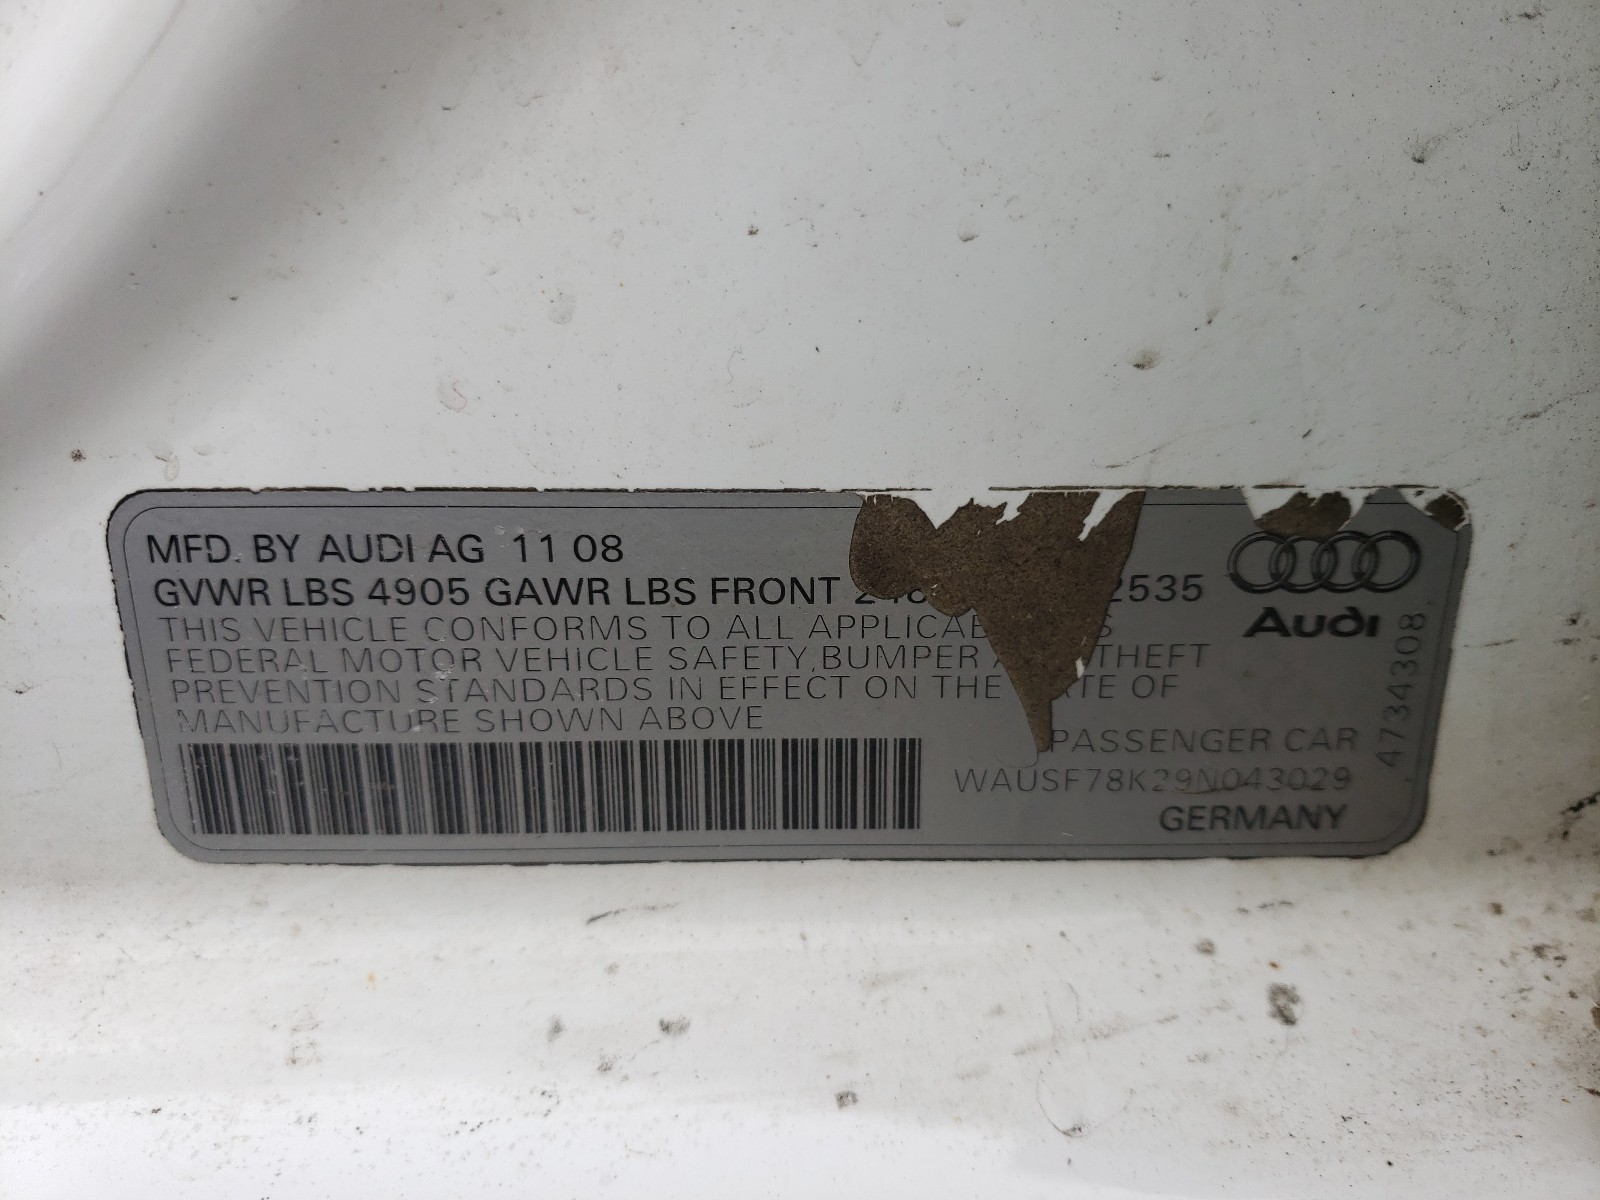 MFD. BY AUDI AG 11 08
GVWR LBS 4905 GAWR LBS FRONT 2535
THIS VEHICLE CONFORMS TO ALL
FEDERAL MOTOR VEHICLE SAFETY, BUMPER THEFT
PREVENTION STANDARDS IN EFFECT ON THE OF
MANUFACTURE SHOWN ABOVE
PASSENGER CAR
WAUSF78K29N043029
GERMANY
Audi
4734308